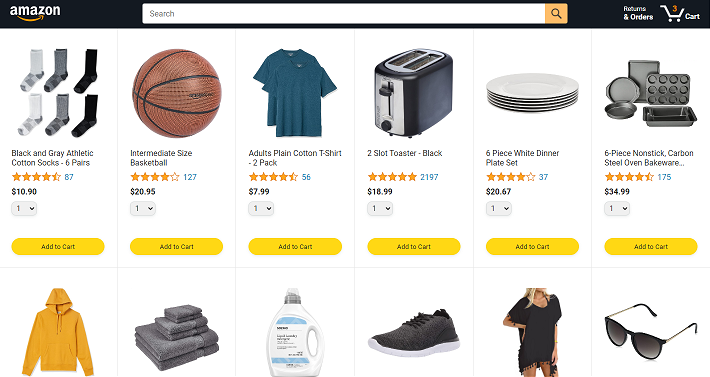 amazon
Search
Returns
& Orders
3
Cart
Black and Gray Athletic
Cotton Socks - 6 Pairs
87
$10.90
1
Add to Cart
Intermediate Size
Basketball
127
$20.95
1
Add to Cart
Adults Plain Cotton T-Shirt
- 2 Pack
56
$7.99
1
Add to Cart
2 Slot Toaster - Black
2197
$18.99
1
Add to Cart
6 Piece White Dinner
Plate Set
37
$20.67
1
Add to Cart
6-Piece Nonstick, Carbon
Steel Oven Bakeware...
175
$34.99
1
Add to Cart